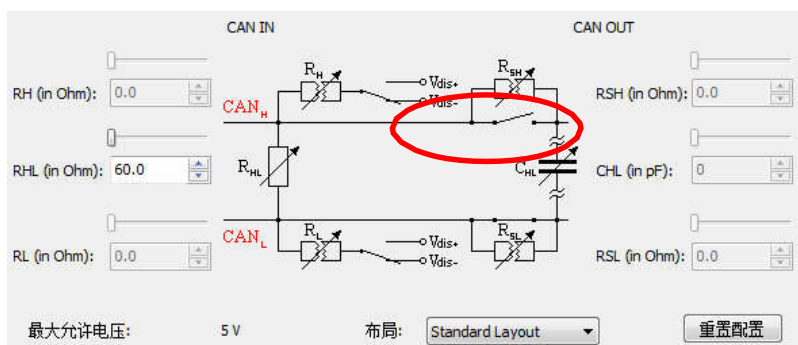 CAN IN
CAN OUT
RH (in Ohm): 0.0
RH
Vdis+
Vdis-
RSH
RSH (in Ohm): 0.0
CANH
RHL (in Ohm): 60.0
RHL
CHL
CHL (in pF): 0
CANL
RL (in Ohm): 0.0
RL
Vdis+
Vdis-
RSL
RSL (in Ohm): 0.0
最大允许电压: 5 V
布局: Standard Layout
重置配置